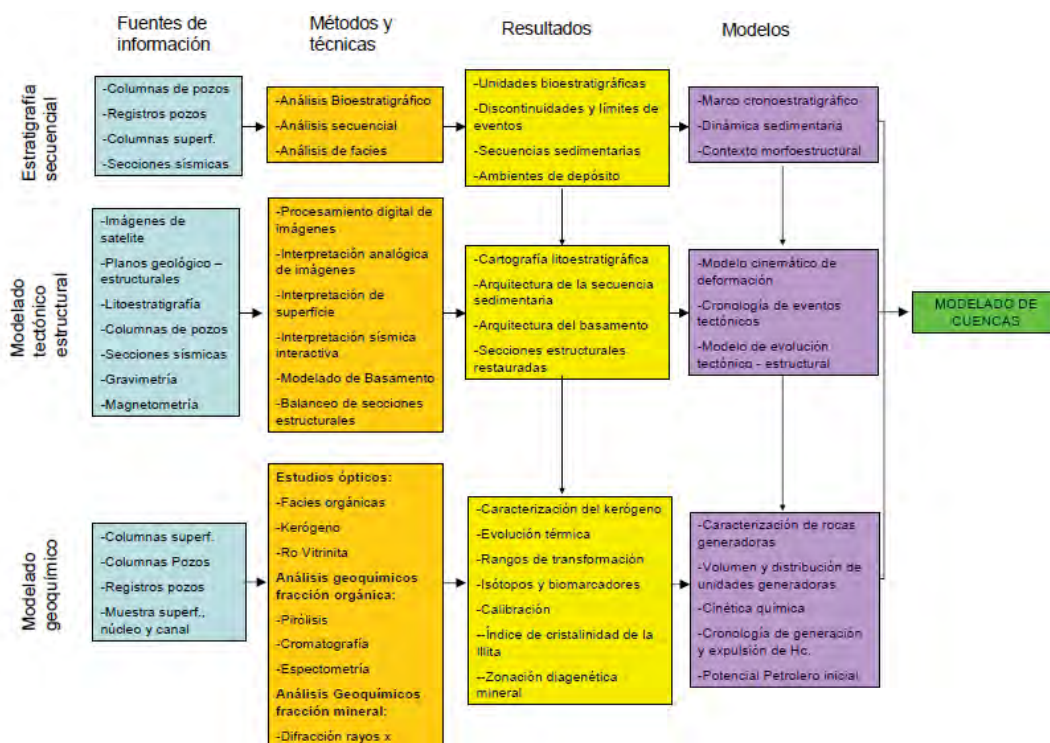 Fuentes de
información
Métodos y
técnicas
Resultados
Modelos
Estratigrafía
secuencial
-Columnas de pozos
-Registros pozos
-Columnas superf.
-Secciones sísmicas
-Análisis Bioestratigráfico
-Análisis secuencial
-Análisis de facies
-Unidades bioestratigráficas
-Discontinuidades y límites de
eventos
-Secuencias sedimentarias
-Ambientes de depósito
-Marco cronoestratigráfico
-Dinámica sedimentaria
-Contexto morfoestructural
Modelado
tectónico
estructural
-Imágenes de
satelite
-Planos geológico –
estructurales
-Litoestratigrafía
-Columnas de pozos
-Secciones sísmicas
-Gravimetría
-Magnetometría
-Procesamiento digital de
imágenes
-Interpretación analógica
de imágenes
-Interpretación de
superficie
-Interpretación sísmica
interactiva
-Modelado de Basamento
-Balanceo de secciones
estructurales
-Cartografía litoestratigráfica
-Arquitectura de la secuencia
sedimentaria
-Arquitectura del basamento
-Secciones estructurales
restauradas
-Modelo cinemático de
deformación
-Cronología de eventos
tectónicos
-Modelo de evolución
tectónico - estructural
MODELADO DE
CUENCAS
Modelado
geoquímico
-Columnas superf.
-Columnas Pozos
-Registros pozos
-Muestra superf.,
núcleo y canal
Estudios ópticos:
-Facies orgánicas
-Kerógeno
-Ro Vitrinita
Análisis geoquímicos
fracción orgánica:
-Pirólisis
-Cromatografía
-Espectometría
Análisis Geoquímicos
fracción mineral:
-Difracción rayos x
-Caracterización del kerógeno
-Evolución térmica
-Rangos de transformación
-Isótopos y biomarcadores
-Calibración
--Índice de cristalinidad de la
Illita
--Zonación diagenética
mineral
-Caracterización de rocas
generadoras
-Volumen y distribución de
unidades generadoras
-Cinética química
-Cronología de generación
y expulsión de Hc.
-Potencial Petrolero inicial